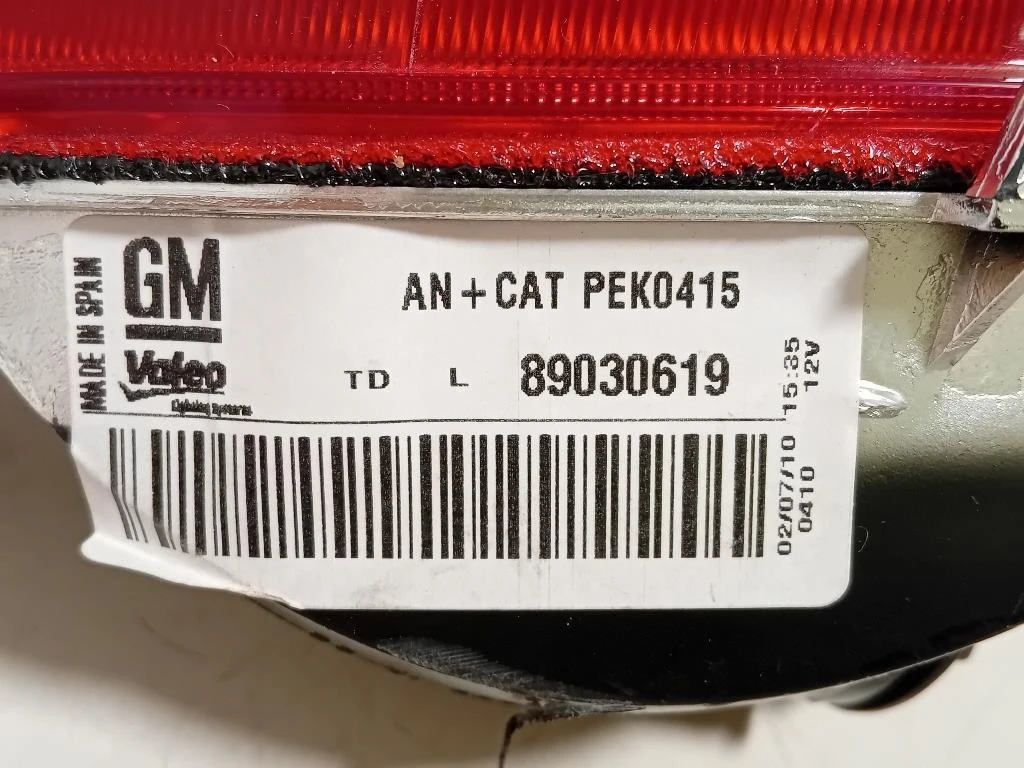 MADE IN SPAIN
GM
Valeo
Lighting Systems
AN+CAT PEK0415
TD L 89030619
02/07/10 15:35
0410 12V